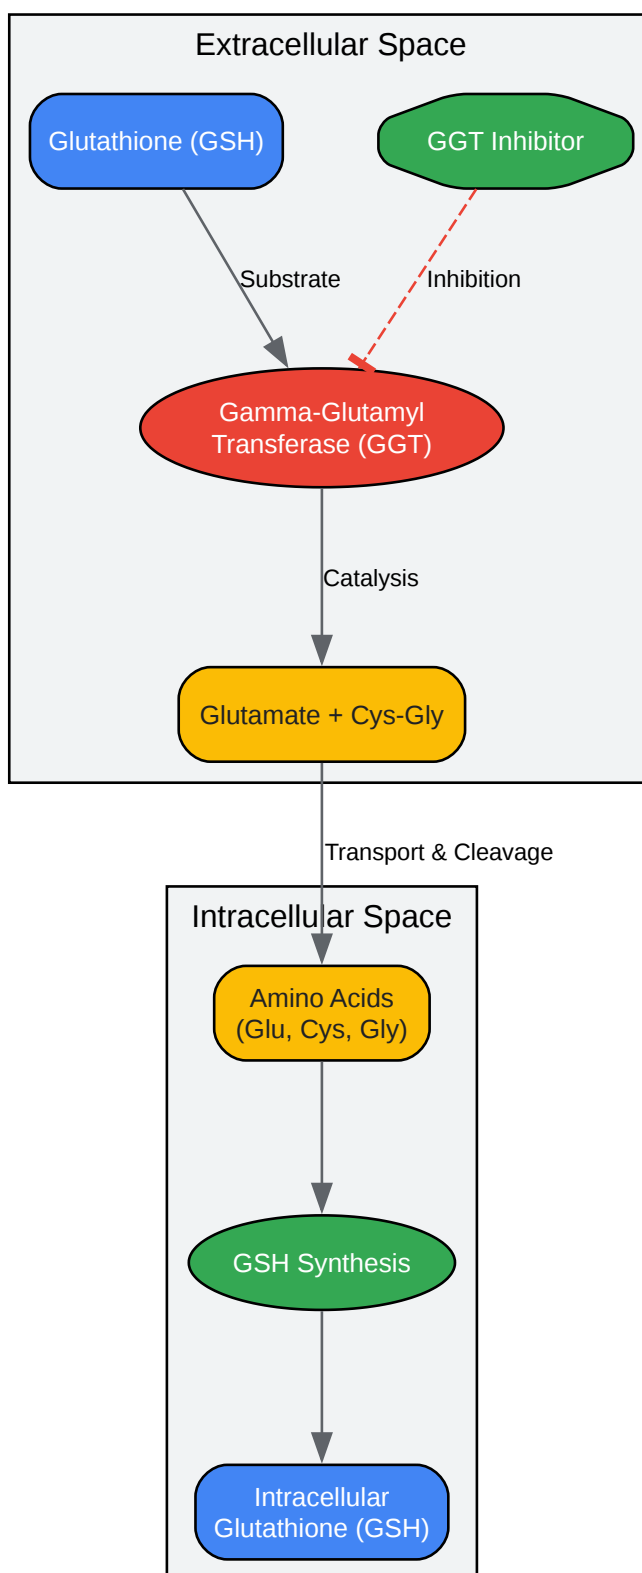 Extracellular Space
Glutathione (GSH)
GGT Inhibitor
Substrate
Inhibition
Gamma-Glutamyl
Transferase (GGT)
Catalysis
Glutamate + Cys-Gly
Transport & Cleavage
Intracellular Space
Amino Acids
(Glu, Cys, Gly)
GSH Synthesis
Intracellular
Glutathione (GSH)